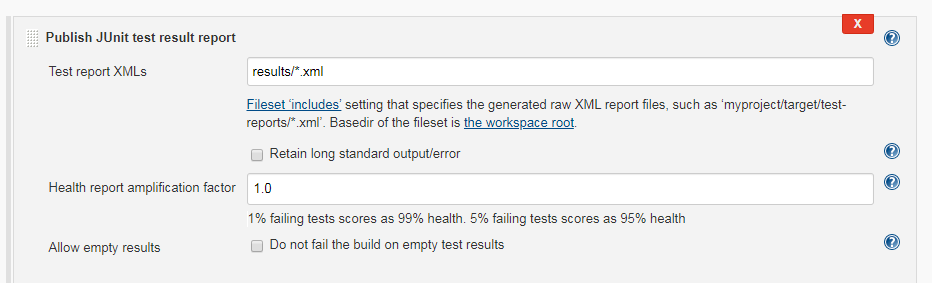 X
Publish JUnit test result report
Test report XMLs
results/*.xml
Fileset 'includes' setting that specifies the generated raw XML report files, such as 'myproject/target/test-
reports/*.xml'. Basedir of the fileset is the workspace root.
Retain long standard output/error
Health report amplification factor
1.0
1% failing tests scores as 99% health. 5% failing tests scores as 95% health
Allow empty results
Do not fail the build on empty test results